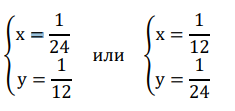 {x = 1/24 или {x = 1/12
{y = 1/12 {y = 1/24